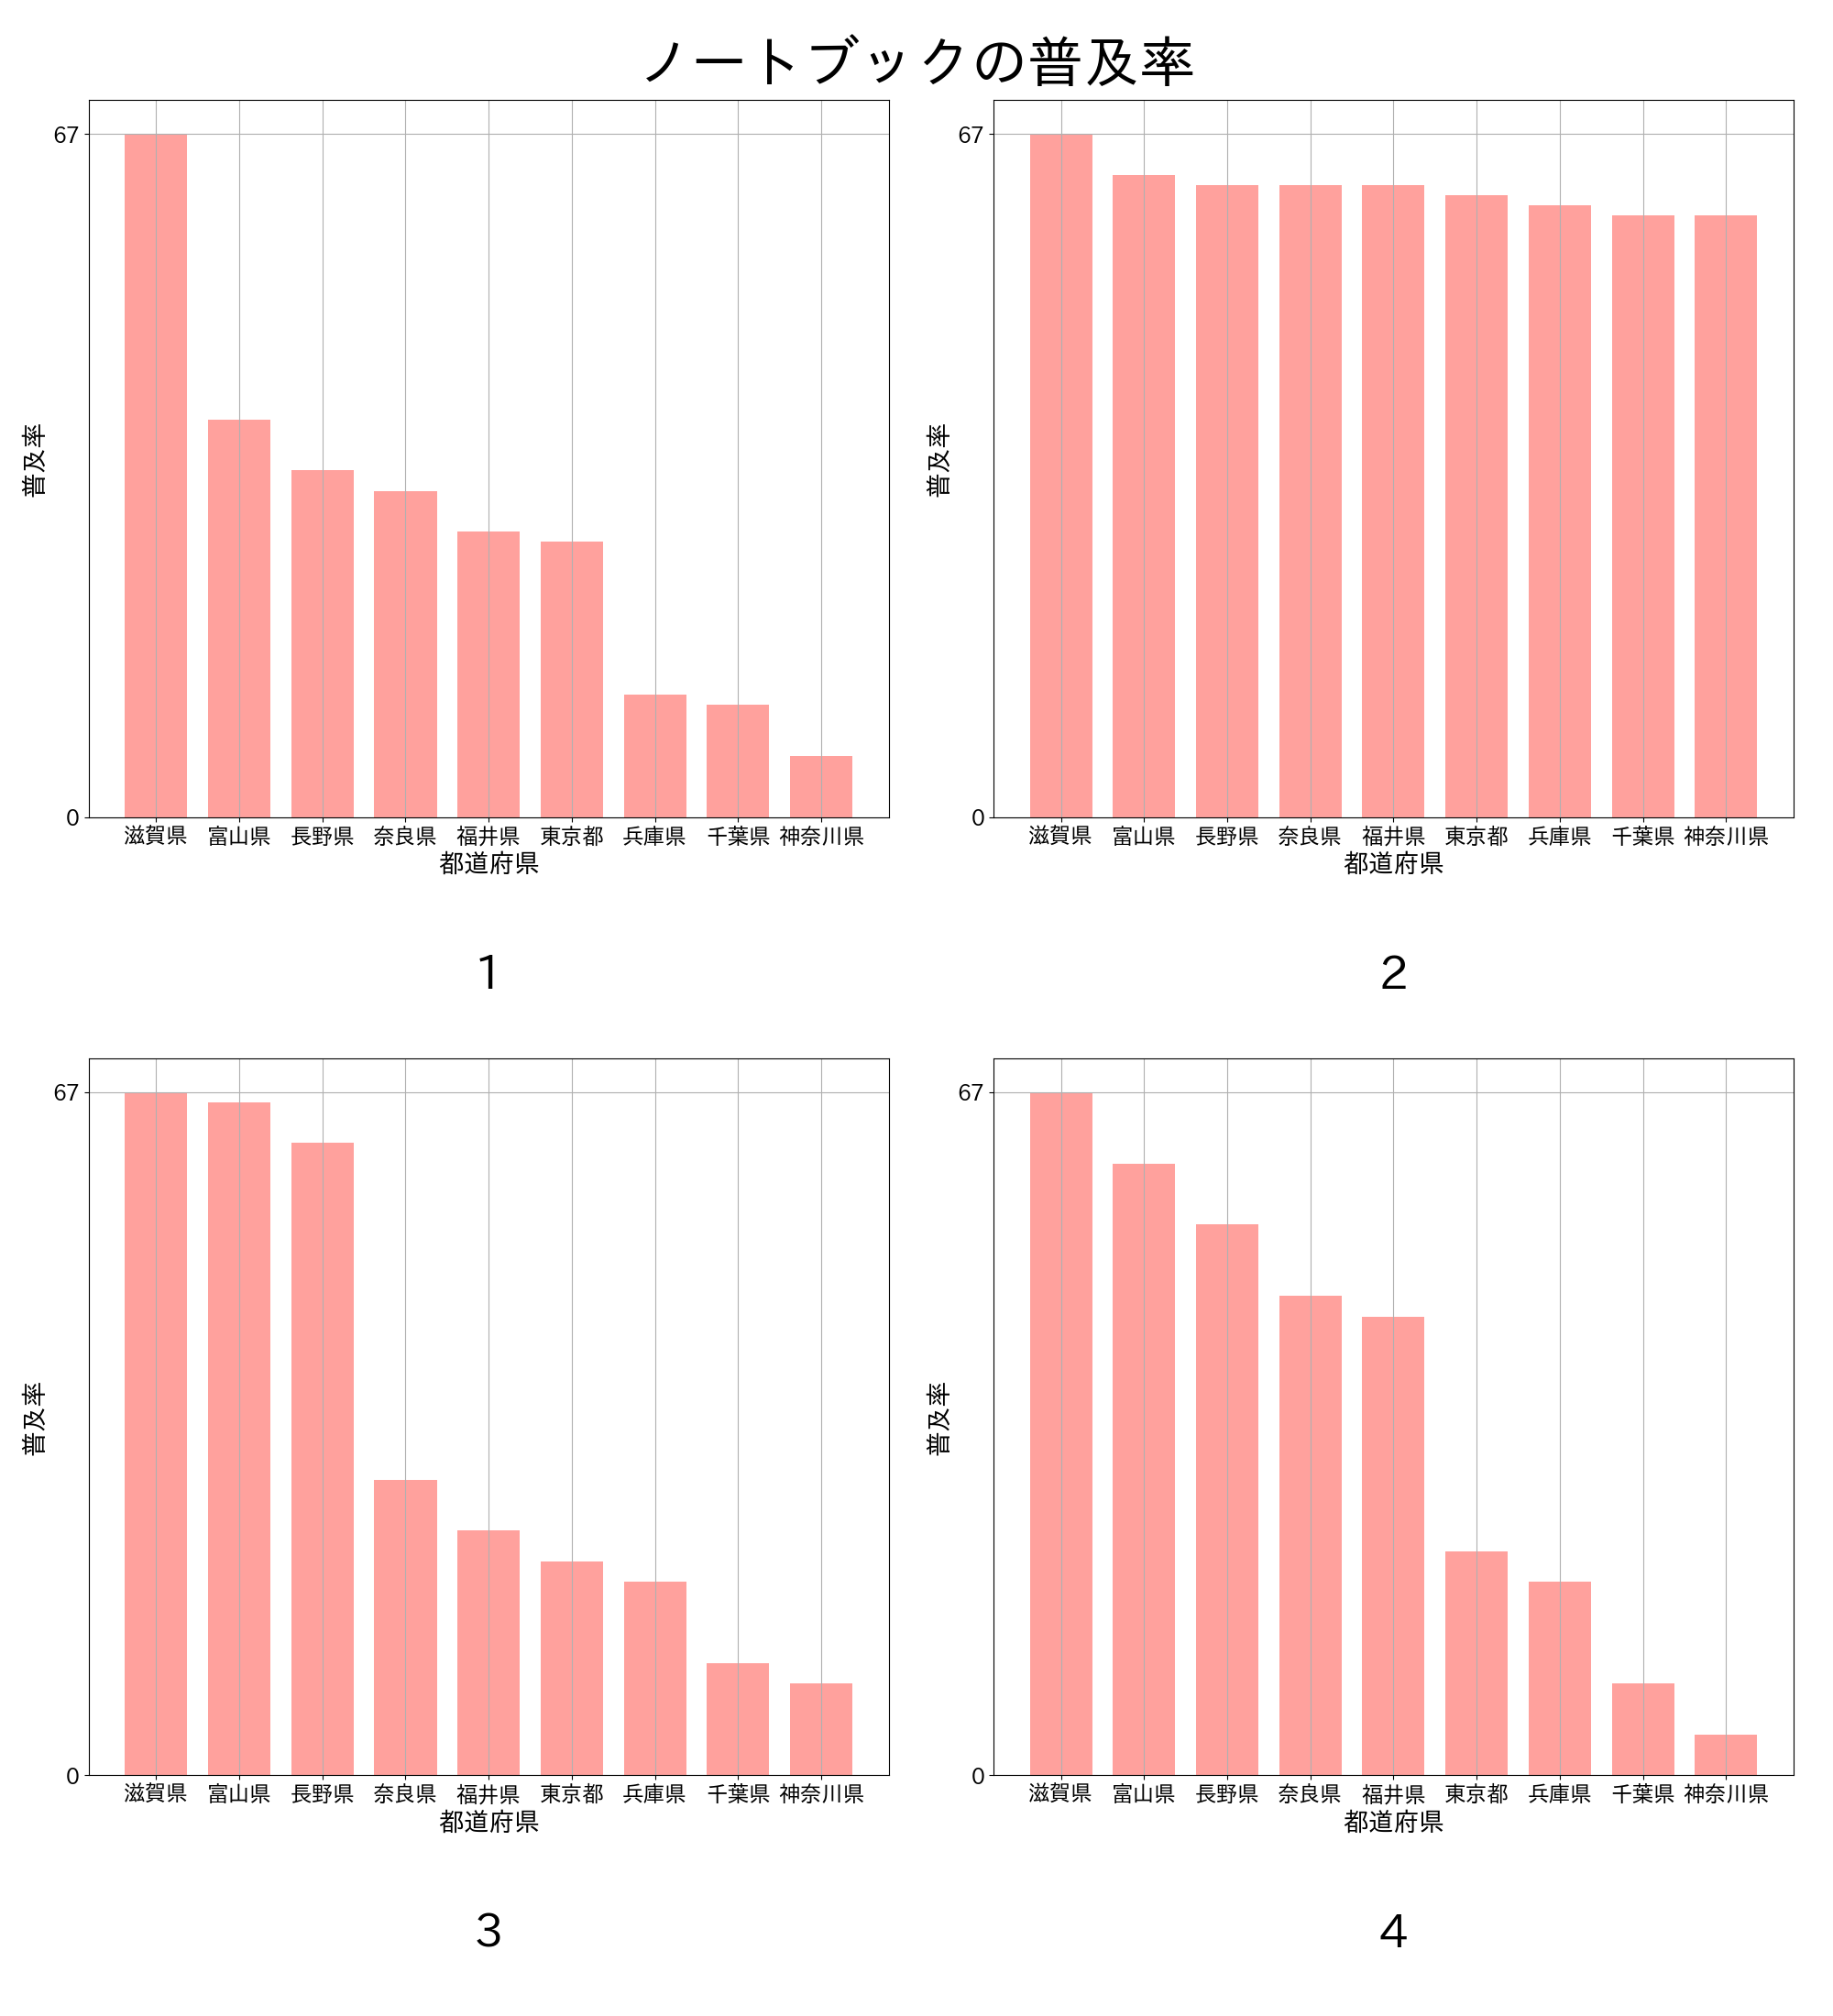 ノートブックの普及率
67
0
普及率
滋賀県 富山県 長野県 奈良県 福井県 東京都 兵庫県 千葉県 神奈川県
都道府県
1
67
0
普及率
滋賀県 富山県 長野県 奈良県 福井県 東京都 兵庫県 千葉県 神奈川県
都道府県
2
67
0
普及率
滋賀県 富山県 長野県 奈良県 福井県 東京都 兵庫県 千葉県 神奈川県
都道府県
3
67
0
普及率
滋賀県 富山県 長野県 奈良県 福井県 東京都 兵庫県 千葉県 神奈川県
都道府県
4